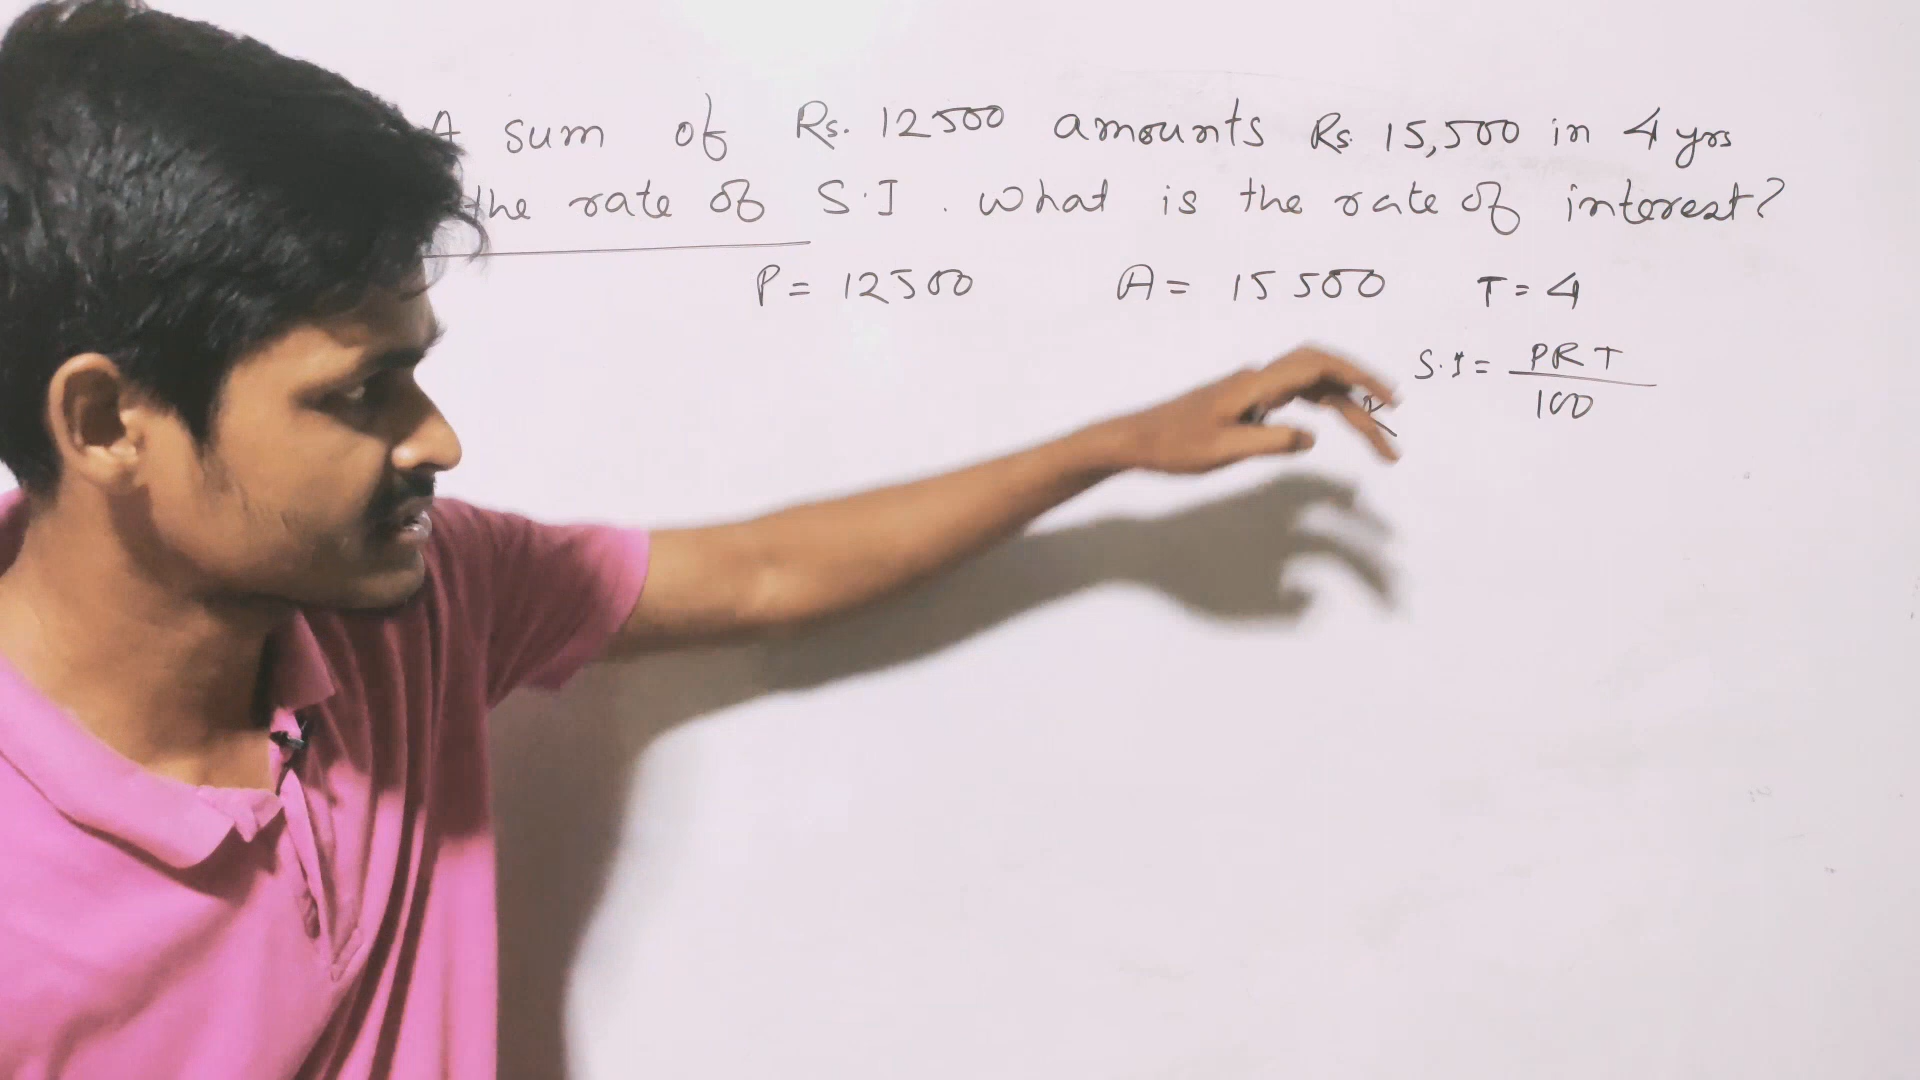 A sum of Rs. 12500 amounts Rs. 15,500 in 4 yrs
the rate of S.I. What is the rate of interest?
P = 12500 A = 15500 T = 4
S.I = PRT
100